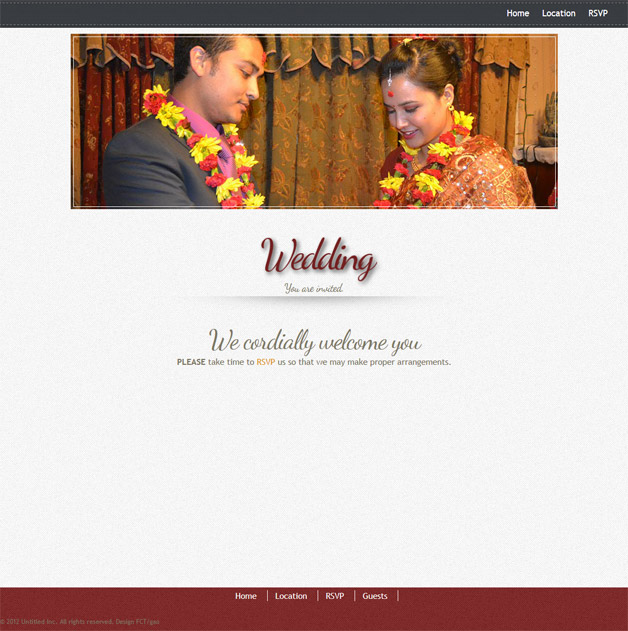 Home Location RSVP
Wedding
You are invited
We cordially welcome you
PLEASE take time to RSVP us so that we may make proper arrangements.
Home Location RSVP Guests
© 2012 Untitled Inc. All rights reserved. Design FCT/gao